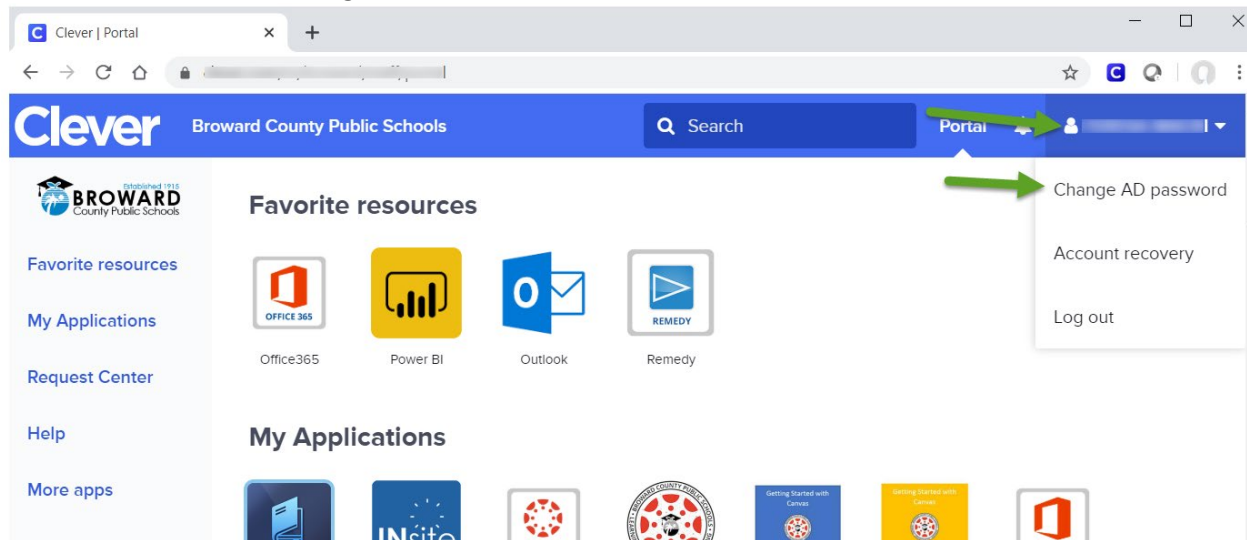 Clever | Portal
Clever
Broward County Public Schools
Search
Portal
Established 1915
BROWARD
County Public Schools
Favorite resources
My Applications
Request Center
Help
More apps
Change AD password
Account recovery
Log out
Favorite resources
OFFICE 365
Office365
Power BI
Outlook
REMEDY
Remedy
My Applications
INsite
Getting Started with
Canvas
Getting Started with
Canvas